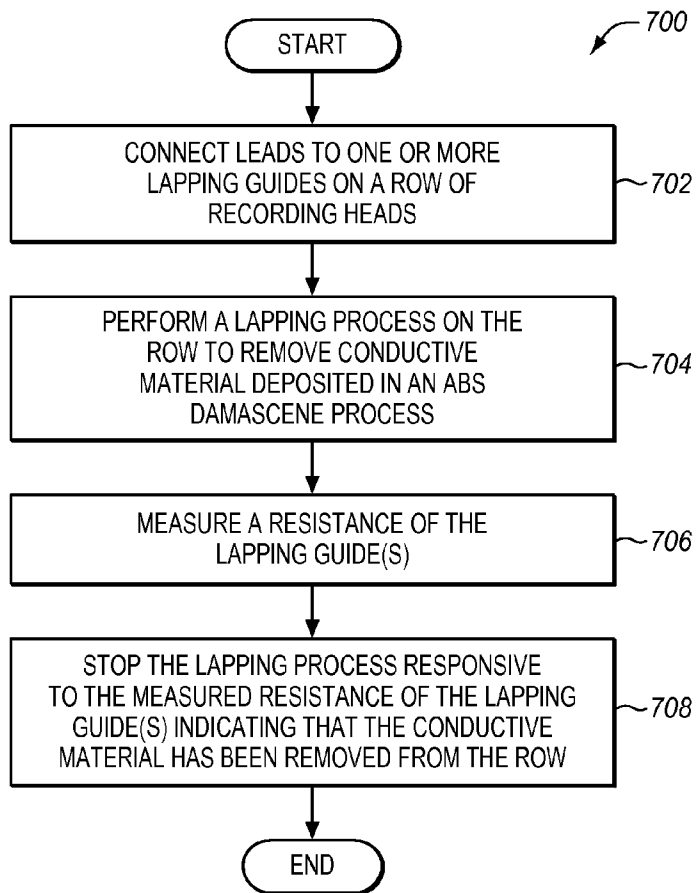 START
700
CONNECT LEADS TO ONE OR MORE
LAPPING GUIDES ON A ROW OF
RECORDING HEADS
702
PERFORM A LAPPING PROCESS ON THE
ROW TO REMOVE CONDUCTIVE
MATERIAL DEPOSITED IN AN ABS
DAMASCENE PROCESS
704
MEASURE A RESISTANCE OF THE
LAPPING GUIDE(S)
706
STOP THE LAPPING PROCESS RESPONSIVE
TO THE MEASURED RESISTANCE OF THE LAPPING
GUIDE(S) INDICATING THAT THE CONDUCTIVE
MATERIAL HAS BEEN REMOVED FROM THE ROW
708
END